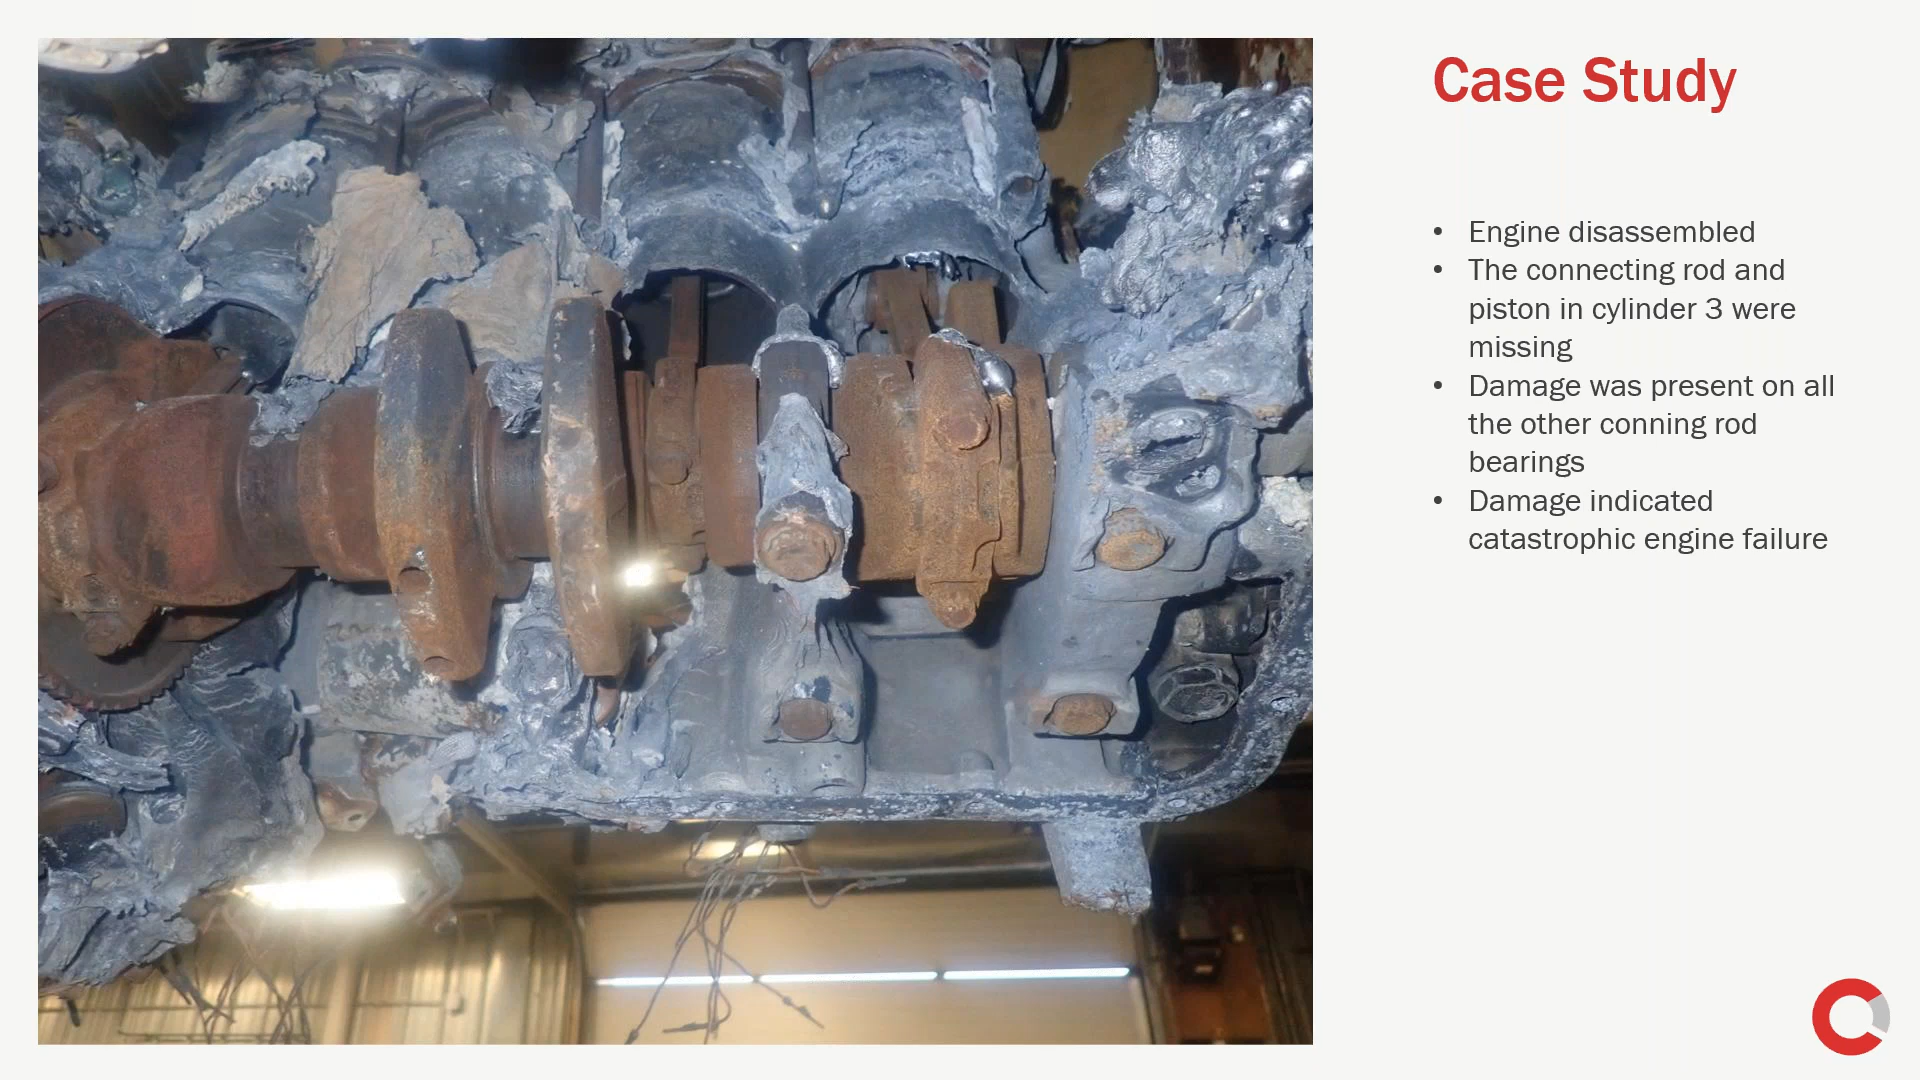 Case Study
• Engine disassembled
• The connecting rod and
piston in cylinder 3 were
missing
• Damage was present on all
the other conning rod
bearings
• Damage indicated
catastrophic engine failure